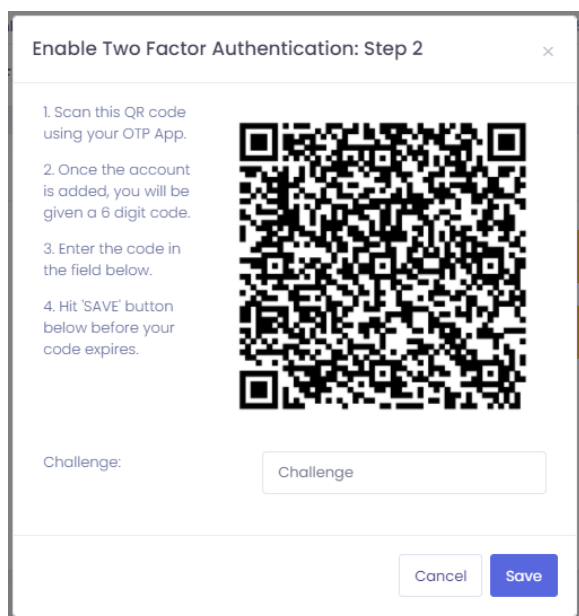 Enable Two Factor Authentication: Step 2
×
1. Scan this QR code
using your OTP App.
2. Once the account
is added, you will be
given a 6 digit code.
3. Enter the code in
the field below.
4. Hit 'SAVE' button
below before your
code expires.
Challenge:
Challenge
Cancel
Save